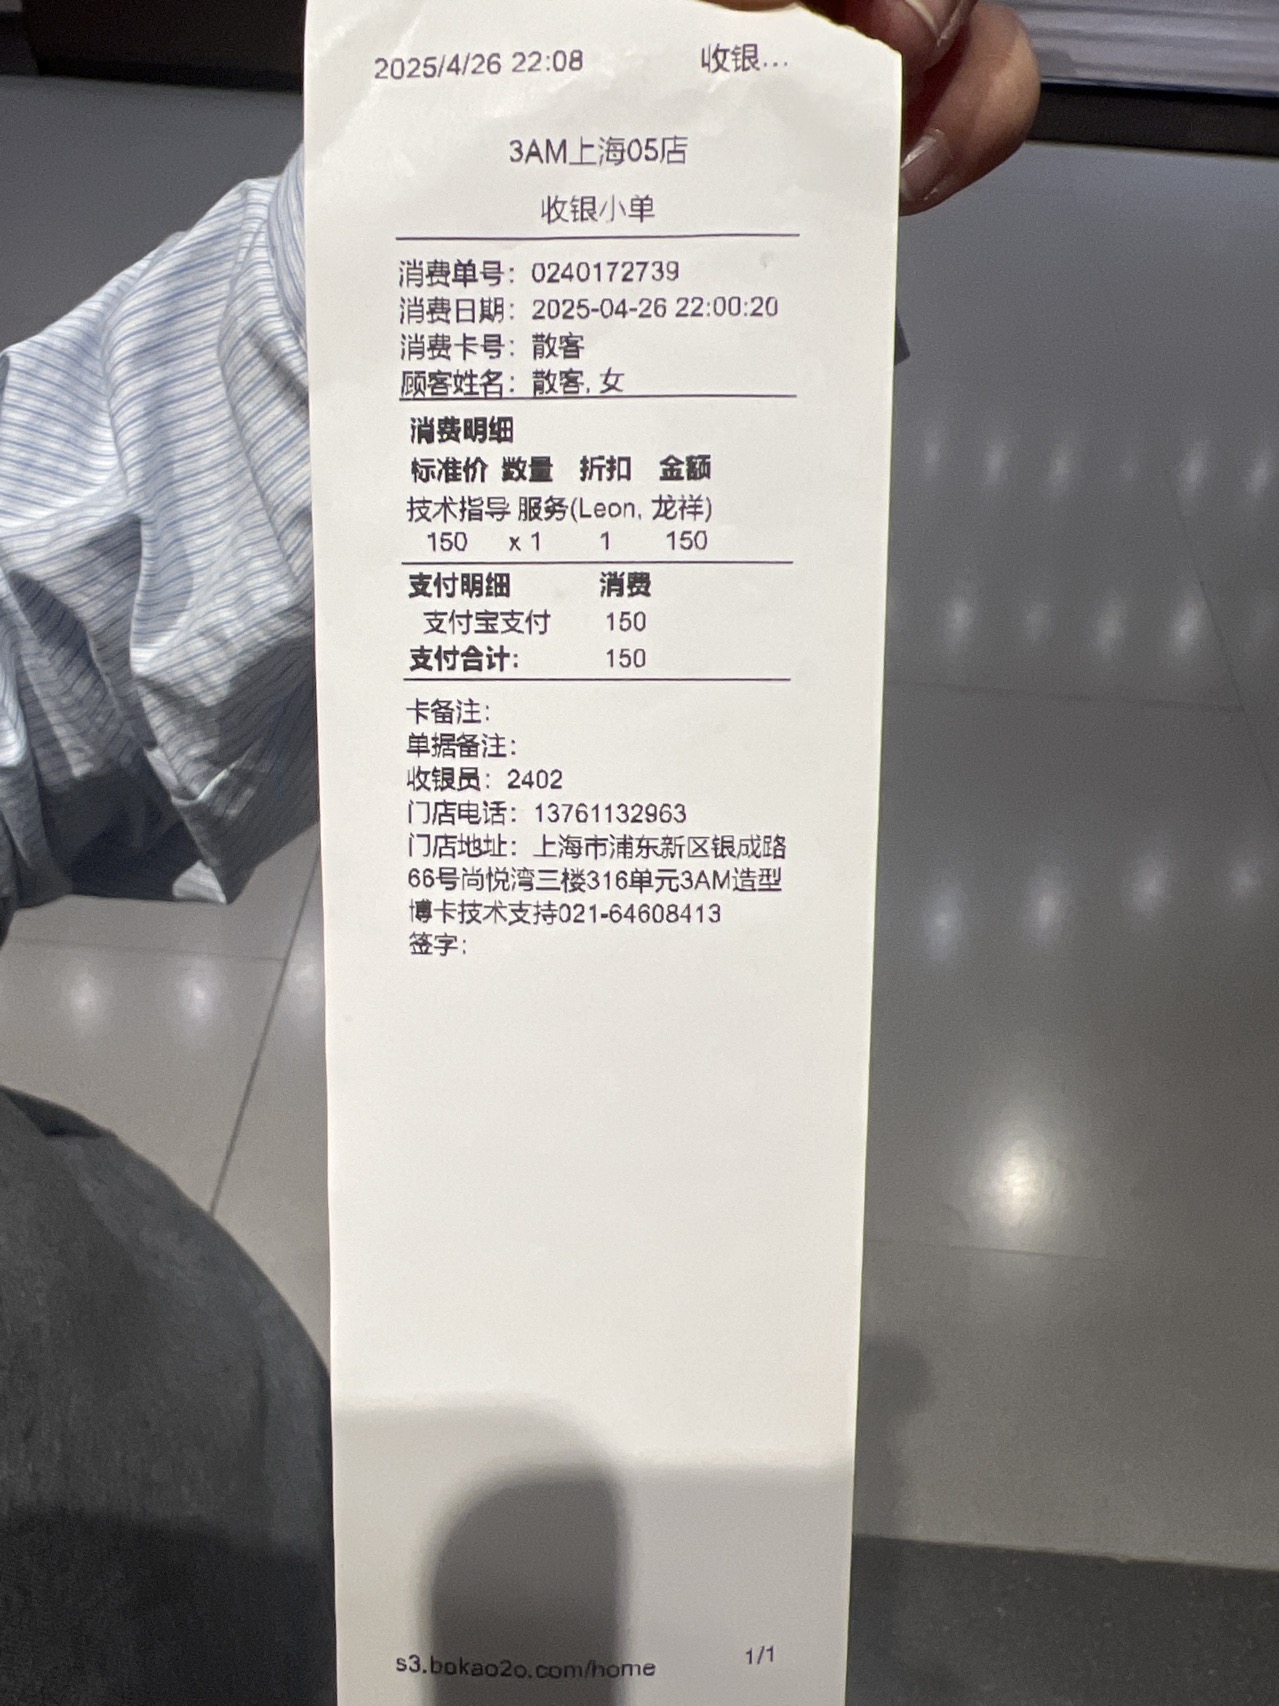 2025/4/26 22:08 收银...
3AM上海05店
收银小单
消费单号：0240172739
消费日期：2025-04-26 22:00:20
消费卡号：散客
顾客姓名：散客, 女
消费明细
标准价 数量 折扣 金额
技术指导 服务(Leon, 龙祥)
150 x 1 1 150
支付明细 消费
支付宝支付 150
支付合计: 150
卡备注:
单据备注:
收银员：2402
门店电话：13761132963
门店地址：上海市浦东新区银成路
66号尚悦湾三楼316单元3AM造型
博卡技术支持021-64608413
签字:
s3.bokao2o.com/home 1/1